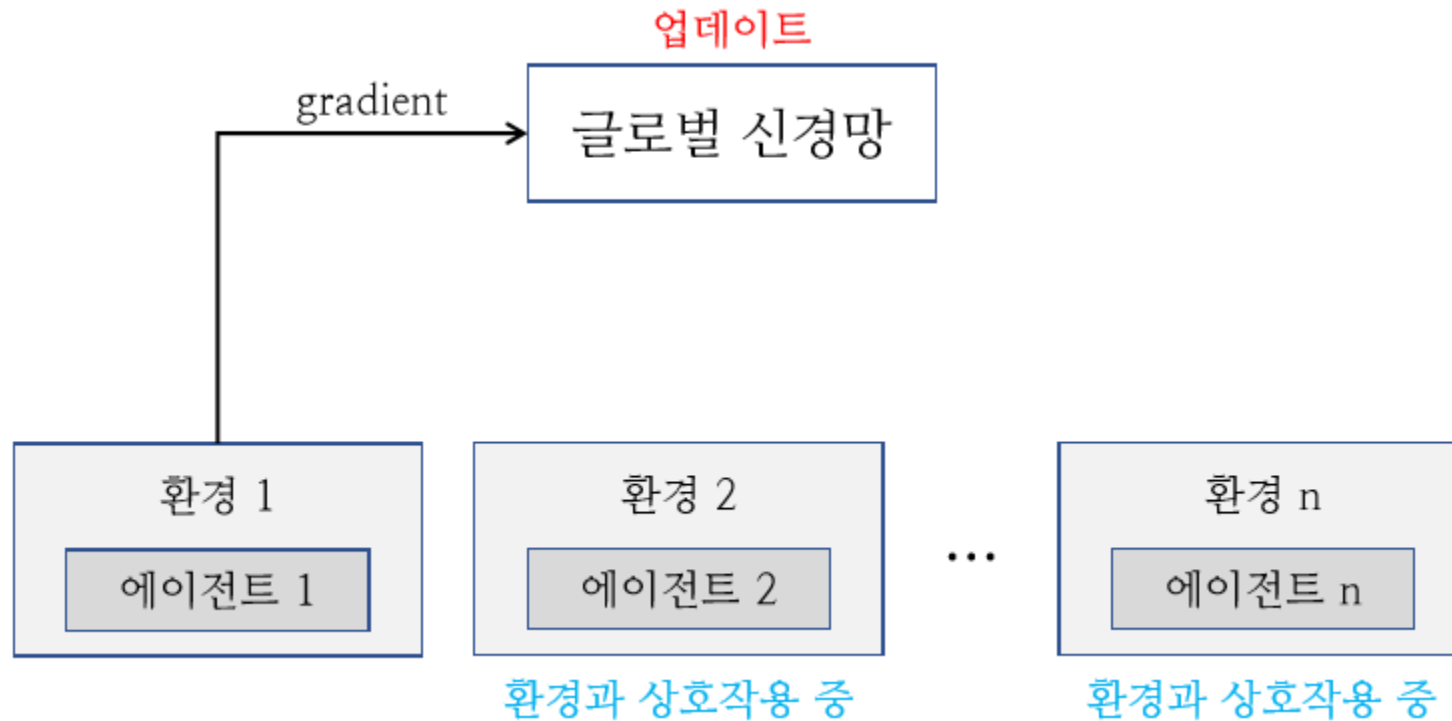 업데이트
gradient
글로벌 신경망
환경 1
에이전트 1
환경 2
에이전트 2
...
환경 n
에이전트 n
환경과 상호작용 중
환경과 상호작용 중